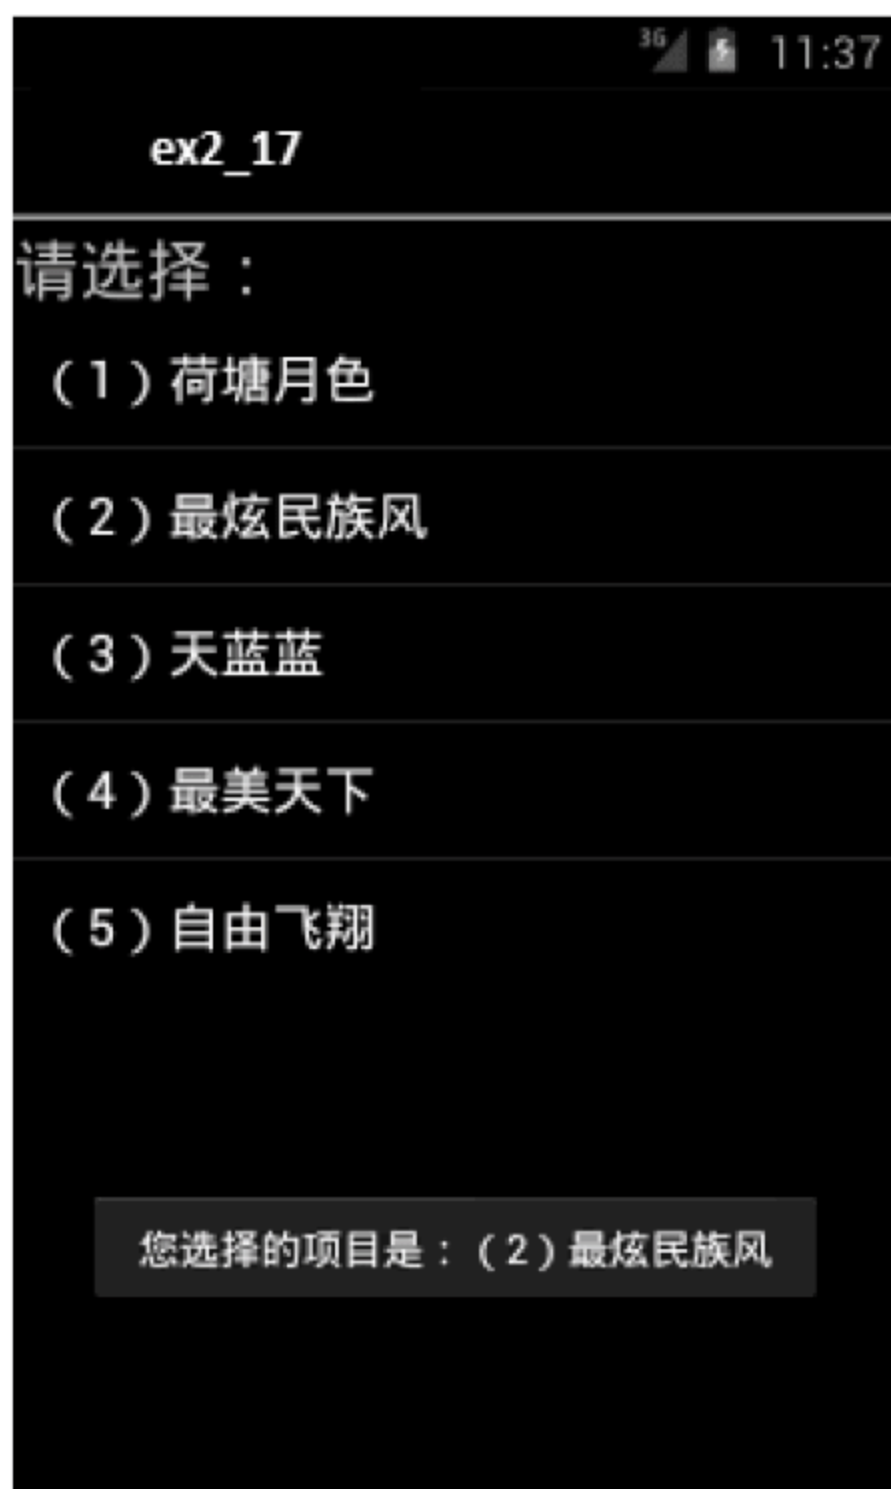 3G 11:37
ex2_17
请选择：
（1）荷塘月色
（2）最炫民族风
（3）天蓝蓝
（4）最美天下
（5）自由飞翔
您选择的项目是：（2）最炫民族风